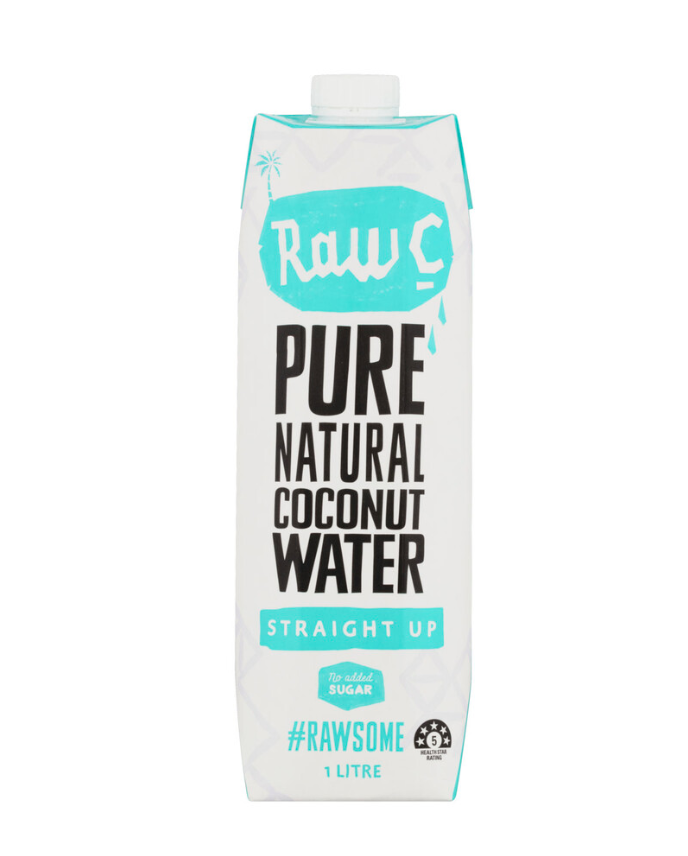 Raw C
PURE
NATURAL
COCONUT
WATER
STRAIGHT UP
No added
SUGAR
#RAWSOME
5
HEALTH STAR
RATING
1 LITRE